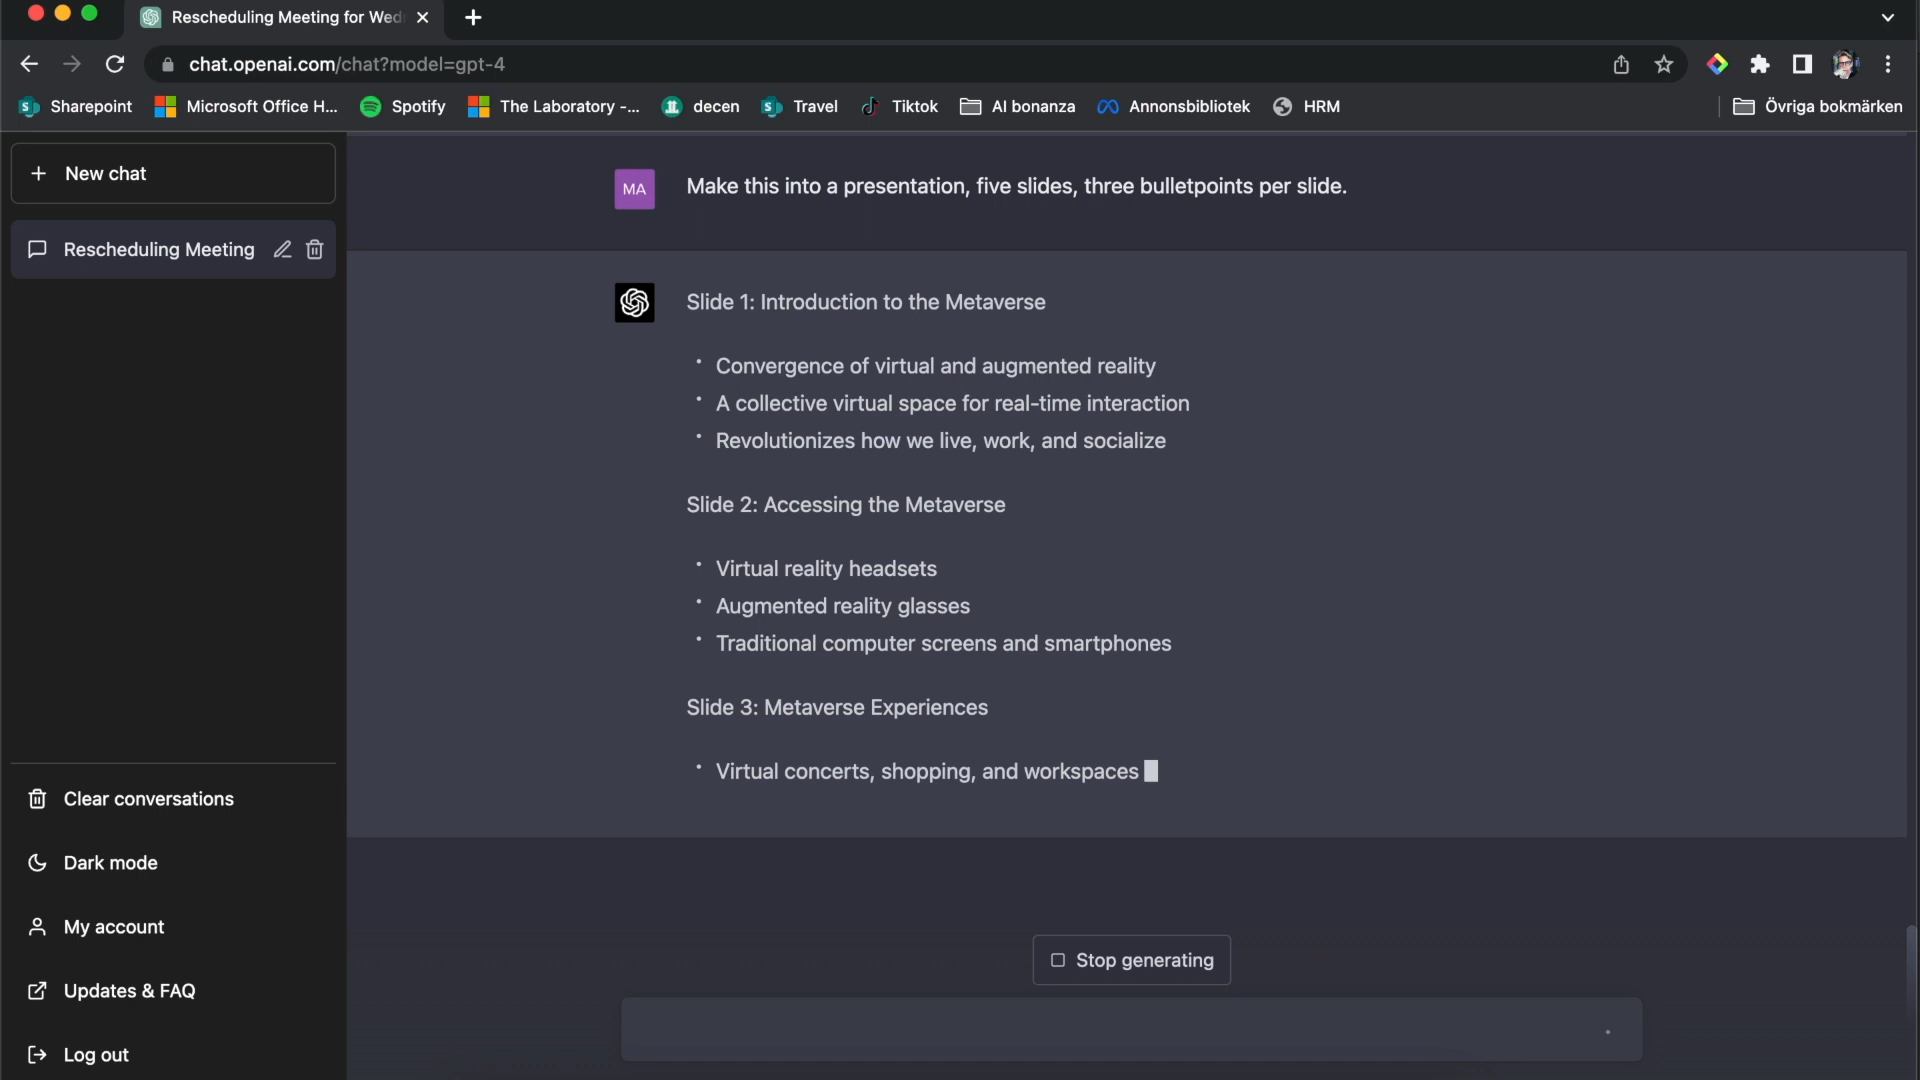 Rescheduling Meeting for Wed
chat.openai.com/chat?model=gpt-4
Sharepoint
Microsoft Office H...
Spotify
The Laboratory -...
decen
Travel
Tiktok
AI bonanza
Annonsbibliotek
HRM
Övriga bokmärken
New chat
Rescheduling Meeting
MA
Make this into a presentation, five slides, three bulletpoints per slide.
Slide 1: Introduction to the Metaverse
• Convergence of virtual and augmented reality
• A collective virtual space for real-time interaction
• Revolutionizes how we live, work, and socialize
Slide 2: Accessing the Metaverse
• Virtual reality headsets
• Augmented reality glasses
• Traditional computer screens and smartphones
Slide 3: Metaverse Experiences
• Virtual concerts, shopping, and workspaces
Clear conversations
Dark mode
My account
Updates & FAQ
Log out
Stop generating